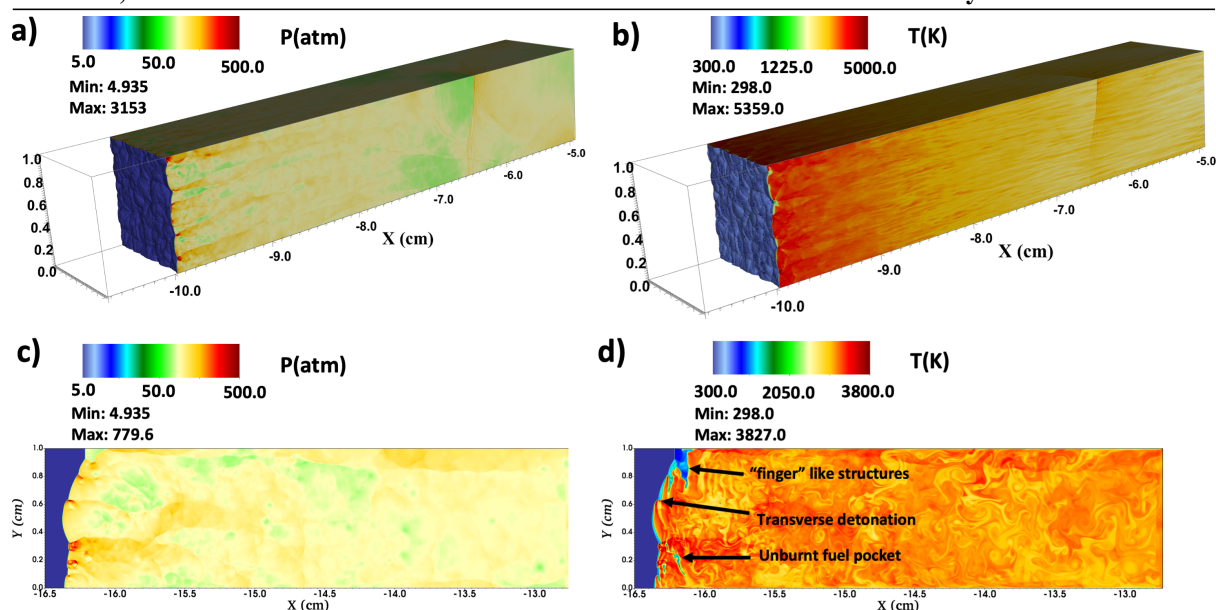 a)
P(atm)
5.0 50.0 500.0
Min: 4.935
Max: 3153
1.0
0.8
0.6
0.4
0.2
0.0
-10.0
-9.0
-8.0
-7.0
-6.0
-5.0
X (cm)
b)
T(K)
300.0 1225.0 5000.0
Min: 298.0
Max: 5359.0
1.0
0.8
0.6
0.4
0.2
0.0
-10.0
-9.0
-8.0
-7.0
-6.0
-5.0
X (cm)
c)
P(atm)
5.0 50.0 500.0
Min: 4.935
Max: 779.6
Y (cm)
1.0
0.8
0.6
0.4
0.2
0.0
-16.5 -16.0 -15.5 -15.0 -14.5 -14.0 -13.5 -13.0
X (cm)
d)
T(K)
300.0 2050.0 3800.0
Min: 298.0
Max: 3827.0
"finger" like structures
Transverse detonation
Unburnt fuel pocket
Y (cm)
1.0
0.8
0.6
0.4
0.2
0.0
-16.5 -16.0 -15.5 -15.0 -14.5 -14.0 -13.5 -13.0
X (cm)